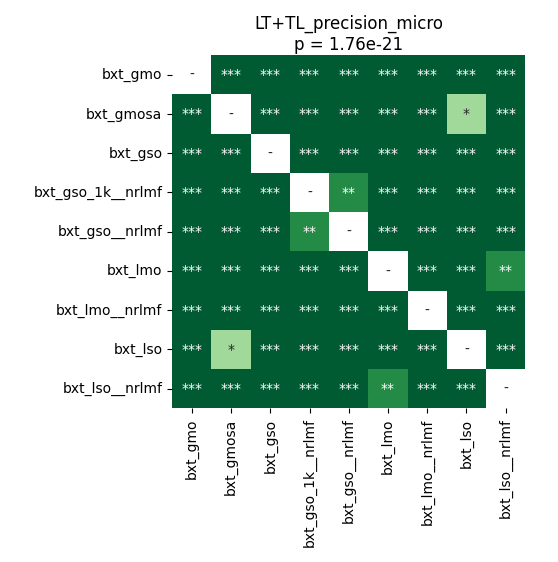 LT+TL_precision_micro
p = 1.76e-21
bxt_gmo - *** *** *** *** *** *** *** ***
bxt_gmosa *** - *** *** *** *** *** * ***
bxt_gso *** *** - *** *** *** *** *** ***
bxt_gso_1k__nrlmf *** *** *** - ** *** *** *** ***
bxt_gso__nrlmf *** *** *** ** - *** *** *** ***
bxt_lmo *** *** *** *** *** - *** *** **
bxt_lmo__nrlmf *** *** *** *** *** *** - *** ***
bxt_lso *** * *** *** *** *** *** - ***
bxt_lso__nrlmf *** *** *** *** *** ** *** *** -
bxt_gmo
bxt_gmosa
bxt_gso
bxt_gso_1k__nrlmf
bxt_gso__nrlmf
bxt_lmo
bxt_lmo__nrlmf
bxt_lso
bxt_lso__nrlmf